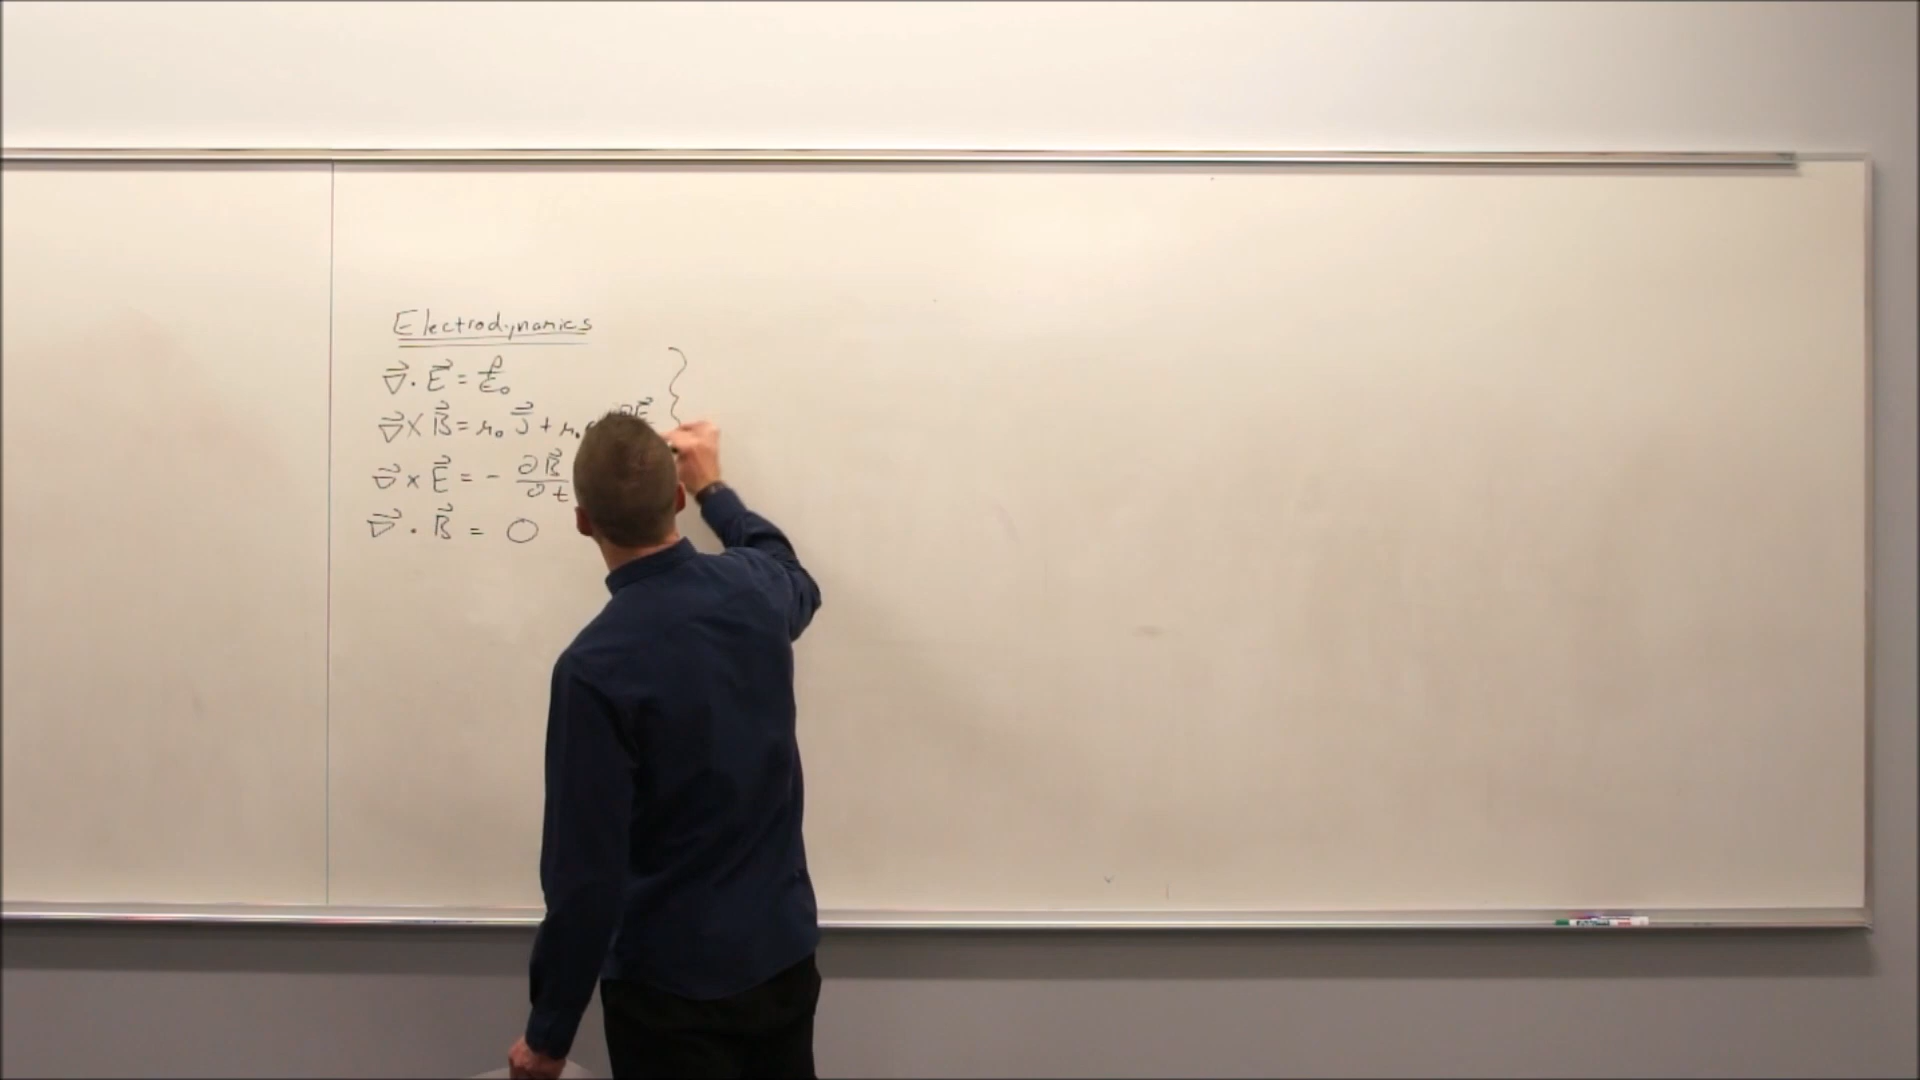 Electrodynamics
∇⃗ · E⃗ = ρ/ε₀
∇⃗ × B⃗ = μ₀ J⃗ + μ₀ ∂E⃗
∇⃗ × E⃗ = - ∂B⃗/∂t
∇⃗ · B⃗ = 0